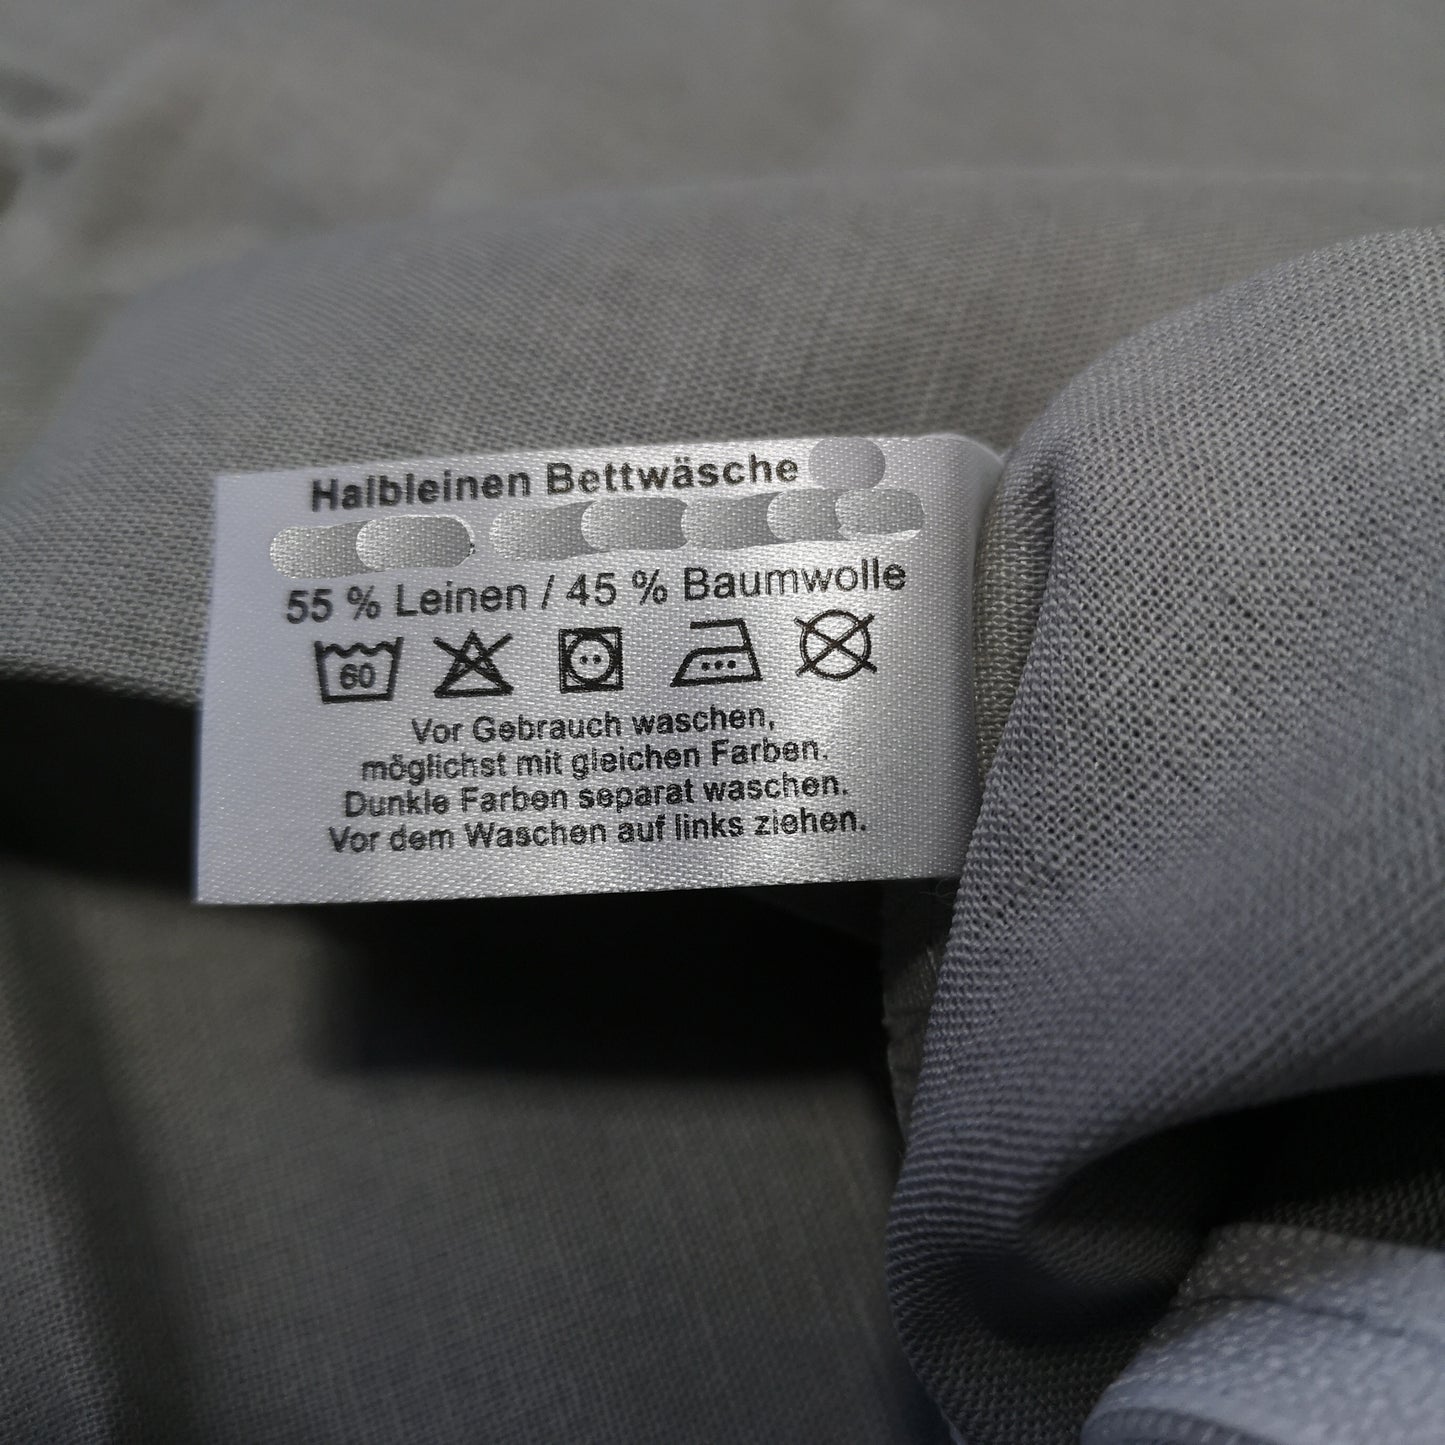 Halbleinen Bettwäsche
55 % Leinen / 45 % Baumwolle
60
Vor Gebrauch waschen,
möglichst mit gleichen Farben.
Dunkle Farben separat waschen.
Vor dem Waschen auf links ziehen.